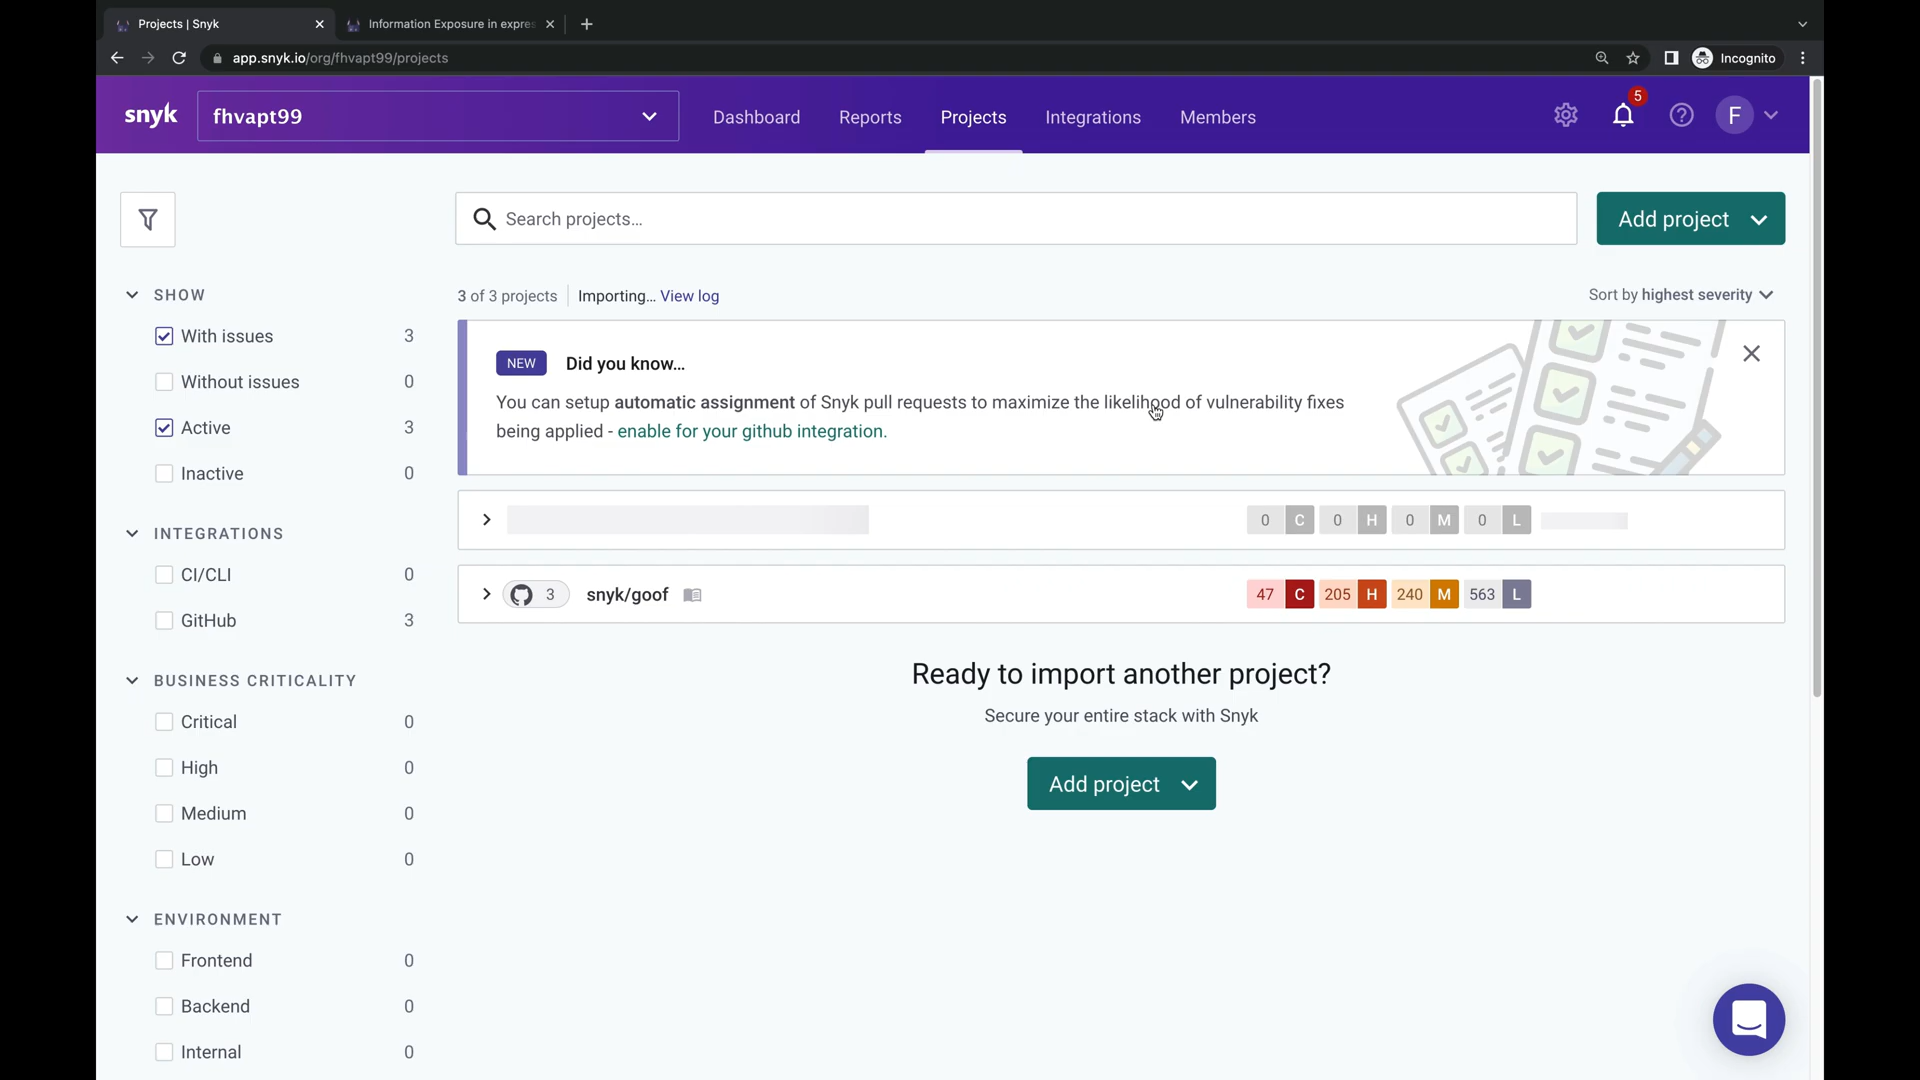 Projects | Snyk
Information Exposure in expres
app.snyk.io/org/fhvapt99/projects
Incognito
snyk
fhvapt99
Dashboard
Reports
Projects
Integrations
Members
5
F
Search projects...
Add project
SHOW
With issues 3
Without issues 0
Active 3
Inactive 0
INTEGRATIONS
CI/CLI 0
GitHub 3
BUSINESS CRITICALITY
Critical 0
High 0
Medium 0
Low 0
ENVIRONMENT
Frontend 0
Backend 0
Internal 0
3 of 3 projects
Importing... View log
Sort by highest severity
NEW Did you know...
You can setup automatic assignment of Snyk pull requests to maximize the likelihood of vulnerability fixes
being applied - enable for your github integration.
0 C 0 H 0 M 0 L
3 snyk/goof 47 C 205 H 240 M 563 L
Ready to import another project?
Secure your entire stack with Snyk
Add project